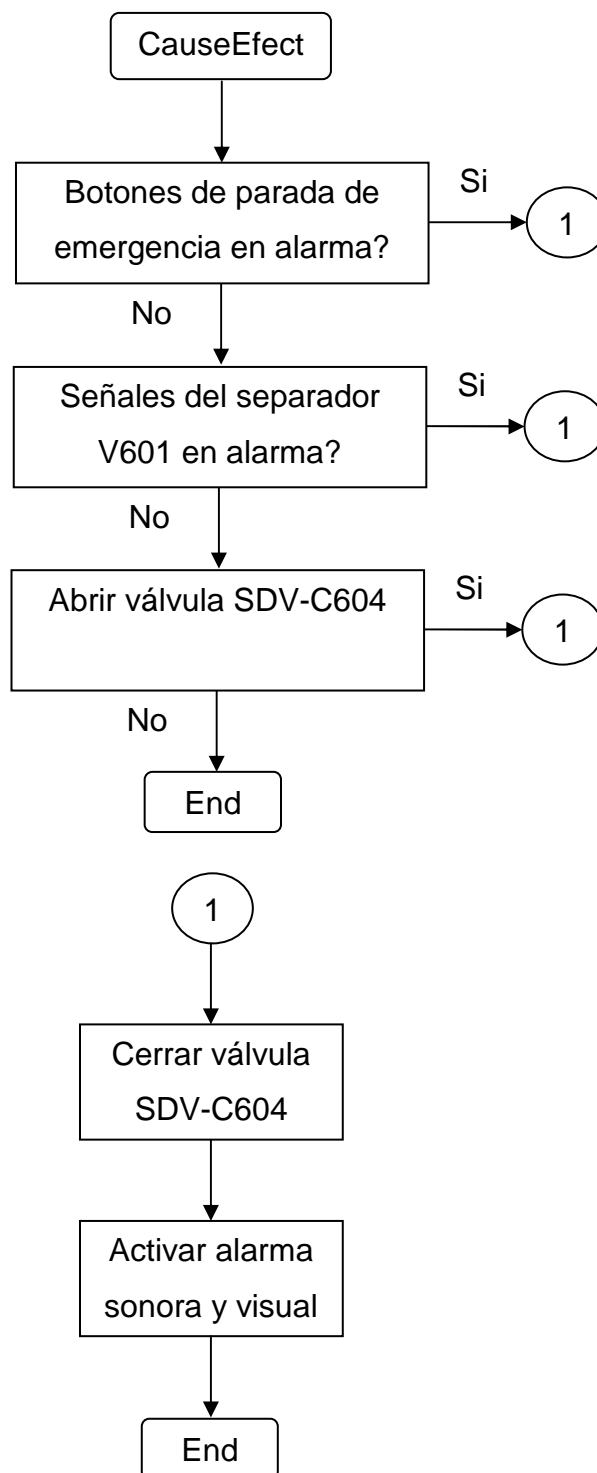 CauseEfect
Botones de parada de
emergencia en alarma?
Si
1
No
Señales del separador
V601 en alarma?
Si
1
No
Abrir válvula SDV-C604
Si
1
No
End
1
Cerrar válvula
SDV-C604
Activar alarma
sonora y visual
End